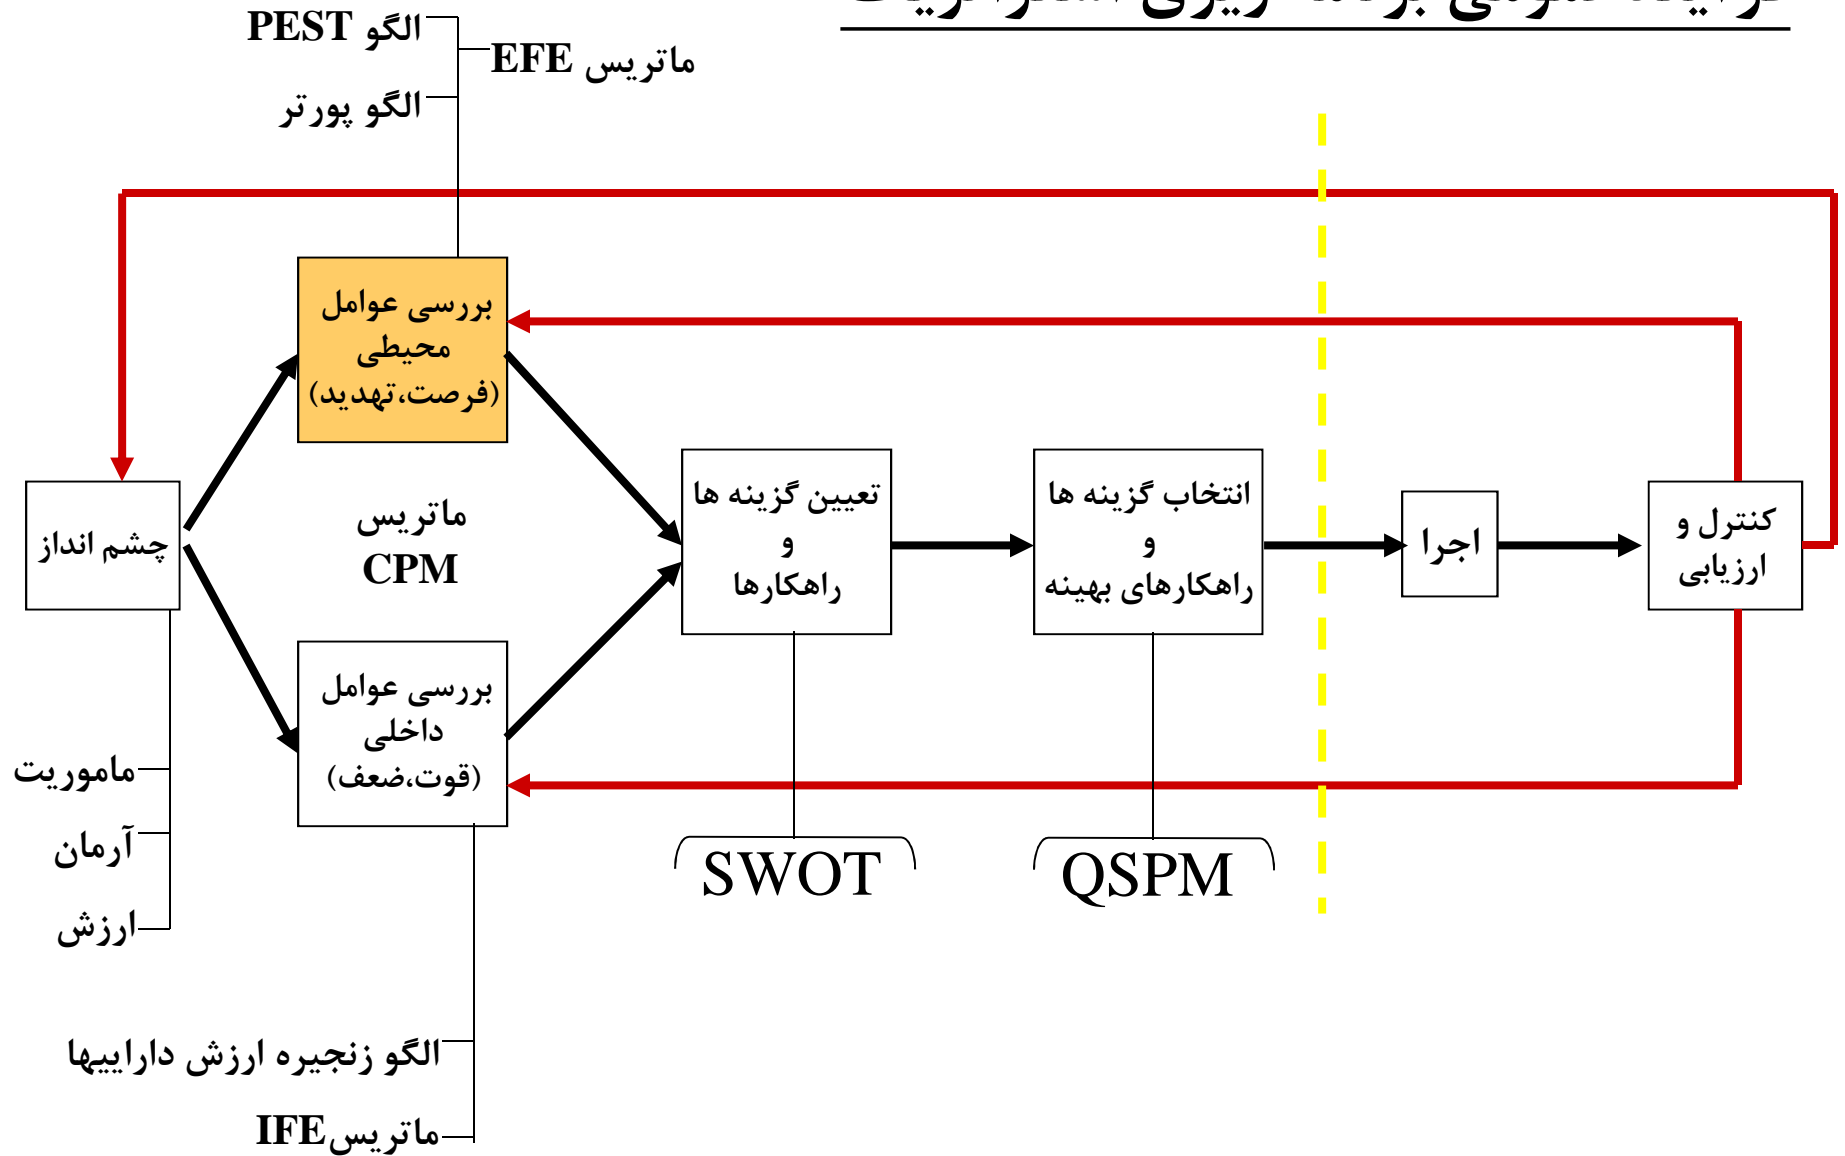 الگو PEST
ماتریس EFE
الگو پورتر
بررسی عوامل
محیطی
(فرصت،تهدید)
چشم انداز
ماتریس
CPM
تعیین گزینه ها
و
راهکارها
انتخاب گزینه ها
و
راهکارهای بهینه
اجرا
کنترل و
ارزیابی
بررسی عوامل
داخلی
(قوت،ضعف)
ماموریت
آرمان
ارزش
SWOT
QSPM
الگو زنجیره ارزش داراییها
ماتریسIFE